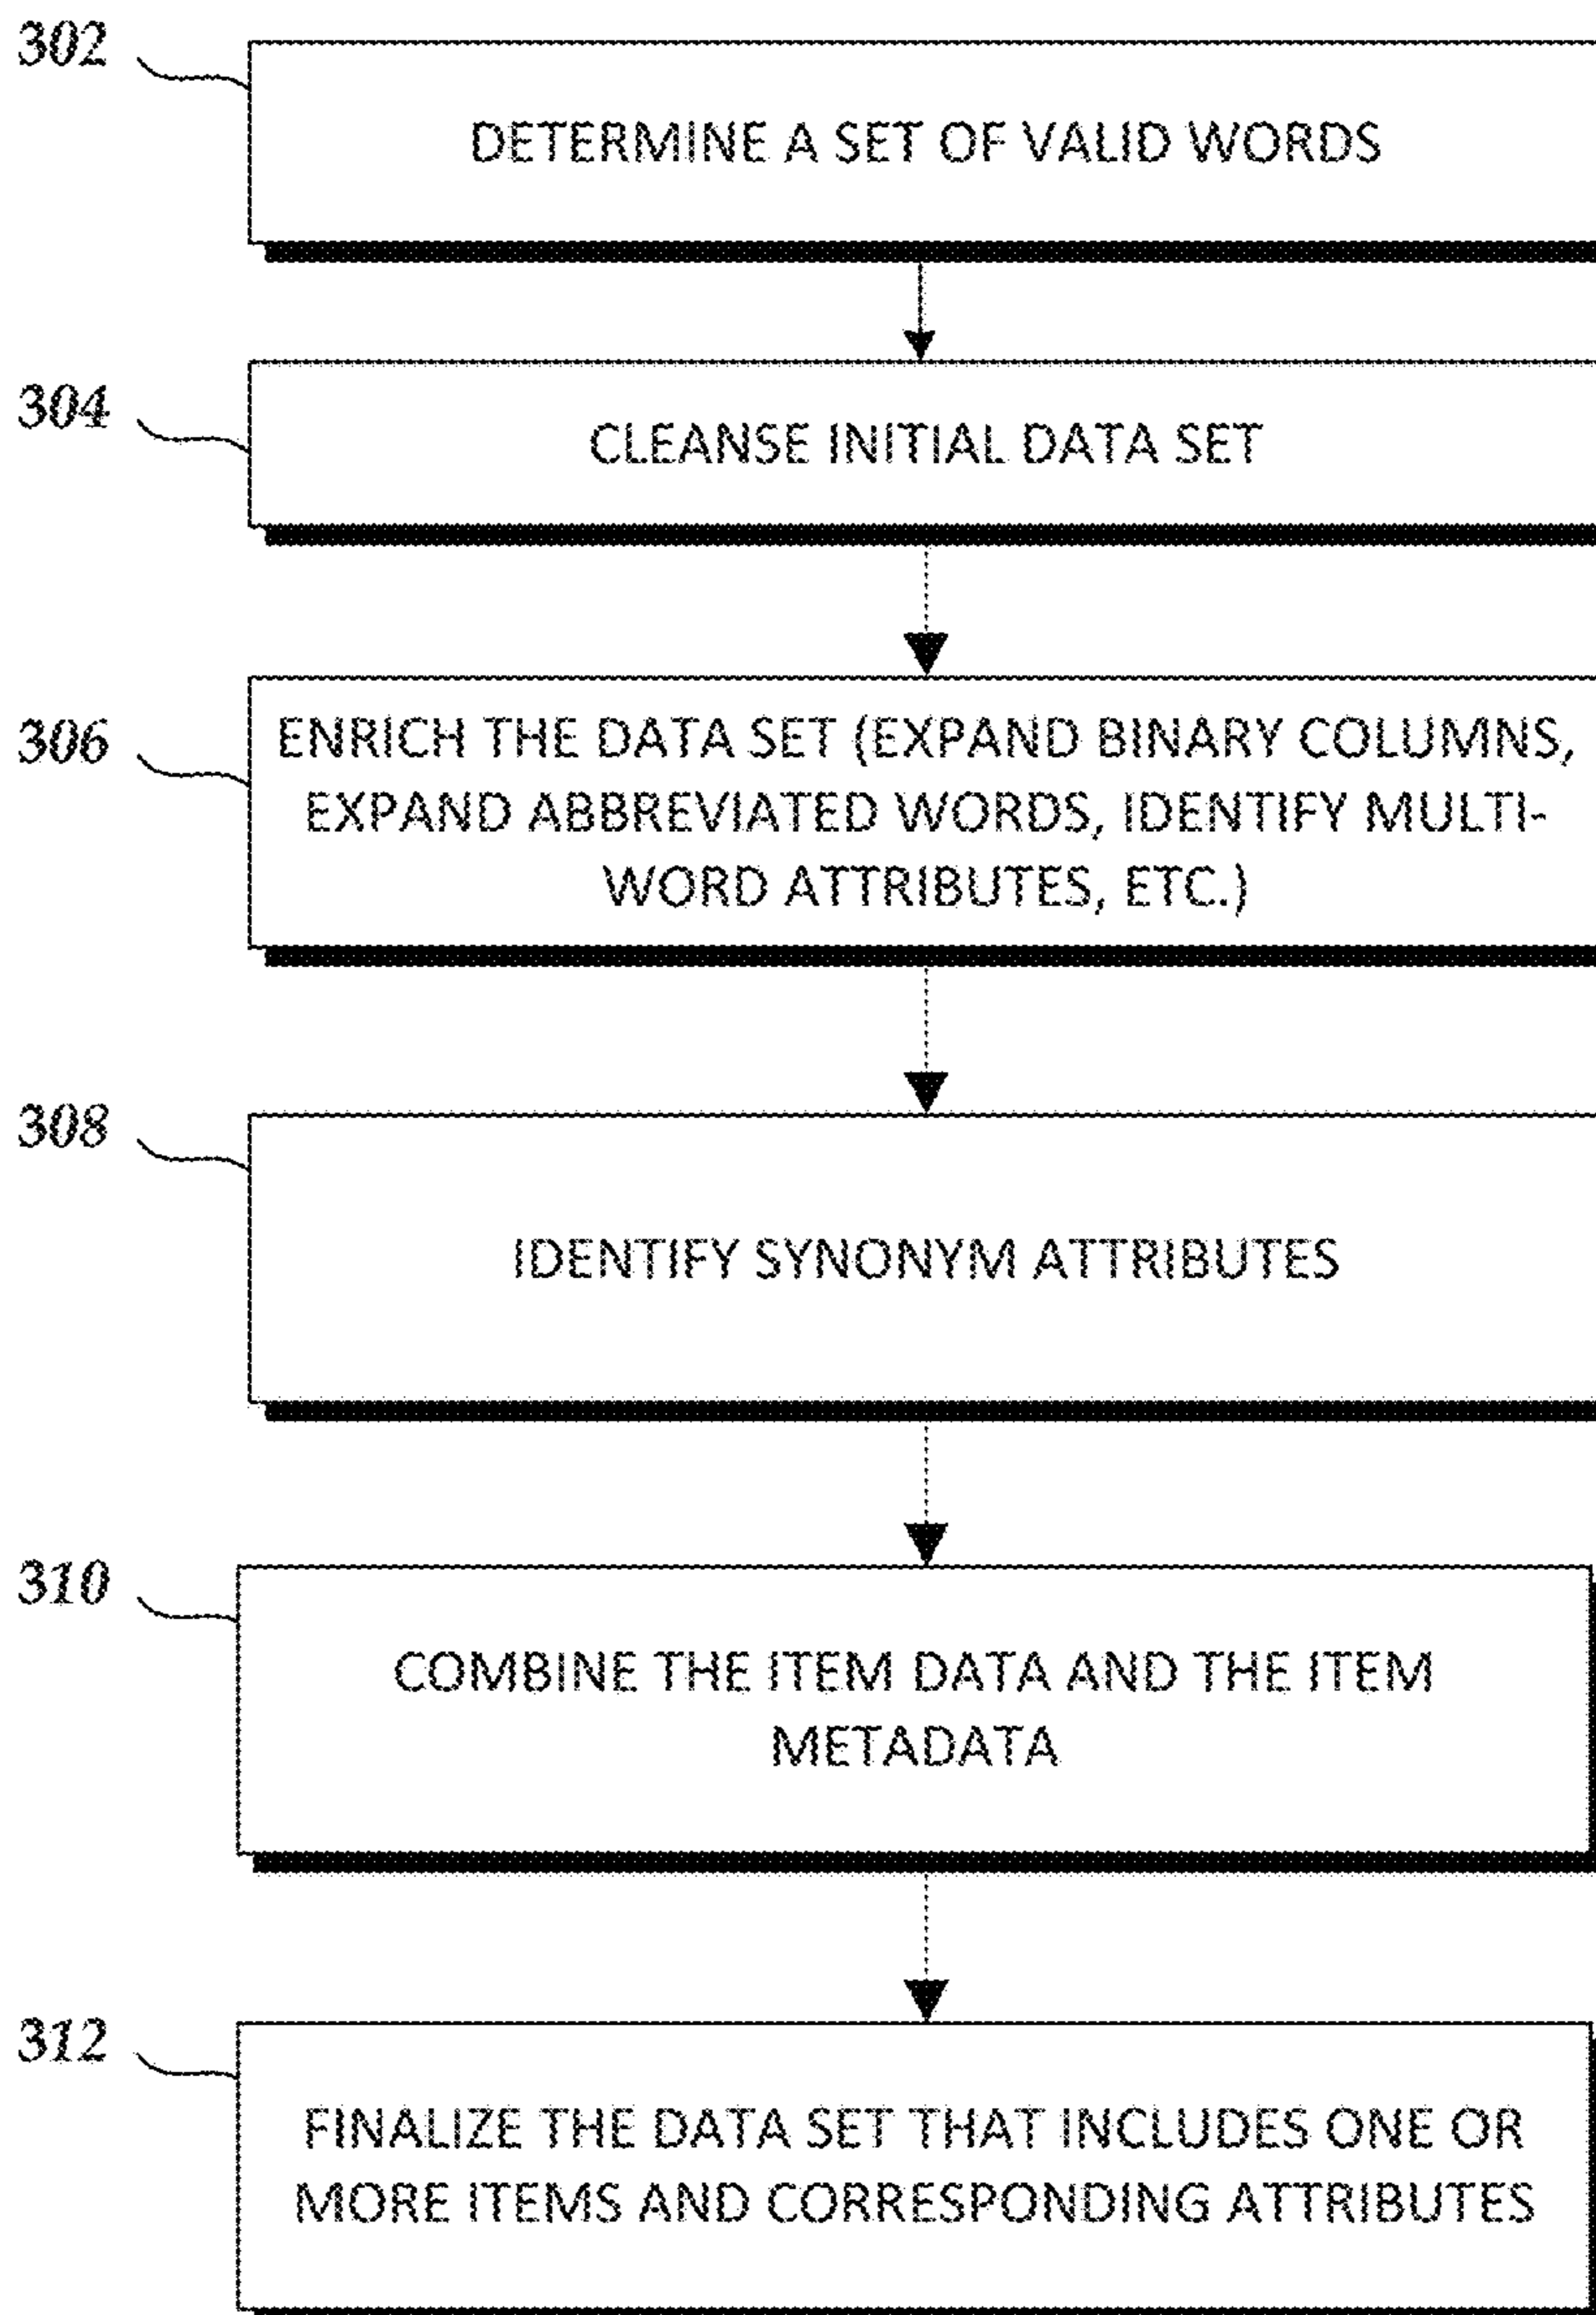 302
DETERMINE A SET OF VALID WORDS
304
CLEANSE INITIAL DATA SET
306
ENRICH THE DATA SET (EXPAND BINARY COLUMNS,
EXPAND ABBREVIATED WORDS, IDENTIFY MULTI-
WORD ATTRIBUTES, ETC.)
308
IDENTIFY SYNONYM ATTRIBUTES
310
COMBINE THE ITEM DATA AND THE ITEM
METADATA
312
FINALIZE THE DATA SET THAT INCLUDES ONE OR
MORE ITEMS AND CORRESPONDING ATTRIBUTES